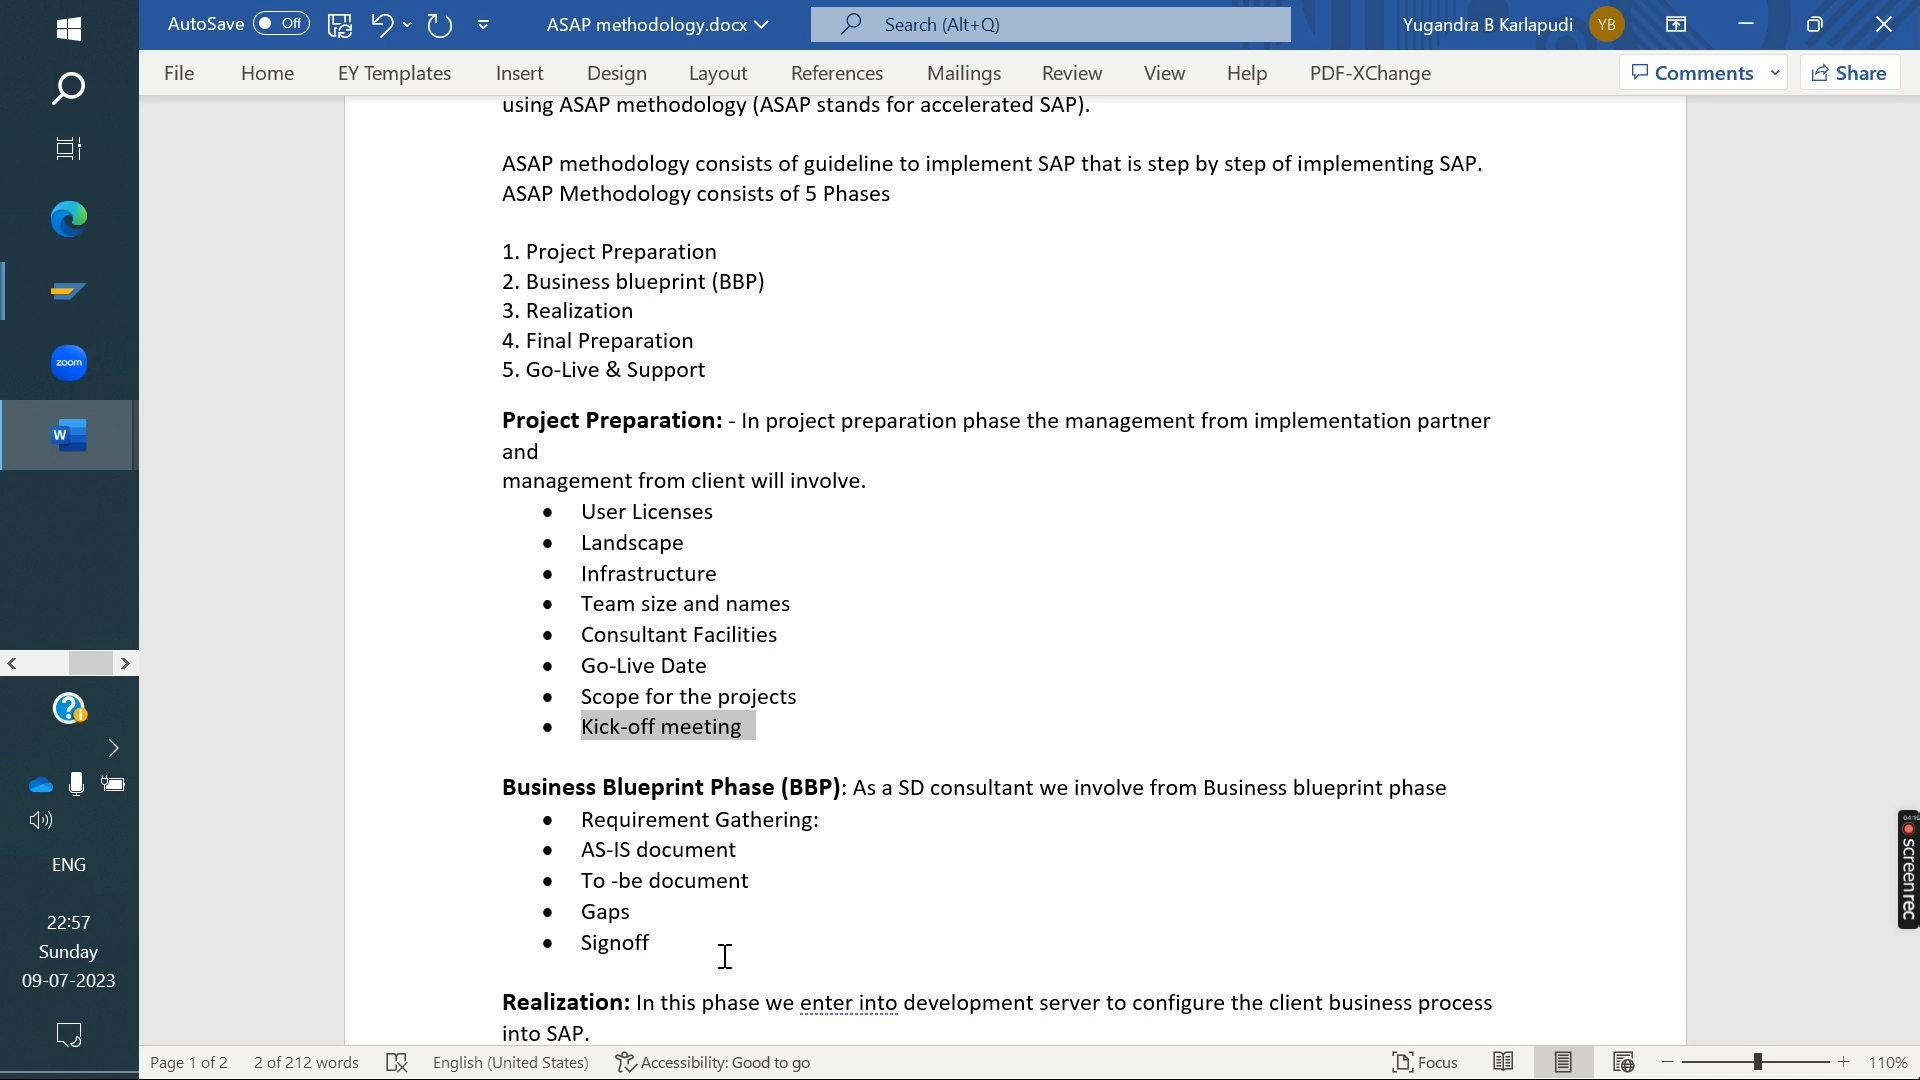 AutoSave Off ASAP methodology.docx Search (Alt+Q) Yugandra B Karlapudi YB
File Home EY Templates Insert Design Layout References Mailings Review View Help PDF-XChange Comments Share
using ASAP methodology (ASAP stands for accelerated SAP).
ASAP methodology consists of guideline to implement SAP that is step by step of implementing SAP.
ASAP Methodology consists of 5 Phases
1. Project Preparation
2. Business blueprint (BBP)
3. Realization
4. Final Preparation
5. Go-Live & Support
Project Preparation: - In project preparation phase the management from implementation partner
and
management from client will involve.
• User Licenses
• Landscape
• Infrastructure
• Team size and names
• Consultant Facilities
• Go-Live Date
• Scope for the projects
• Kick-off meeting
Business Blueprint Phase (BBP): As a SD consultant we involve from Business blueprint phase
• Requirement Gathering:
• AS-IS document
• To -be document
• Gaps
• Signoff
Realization: In this phase we enter into development server to configure the client business process
into SAP.
Page 1 of 2 2 of 212 words English (United States) Accessibility: Good to go Focus 110%
zoom
W
ENG
22:57
Sunday
09-07-2023
screenrec